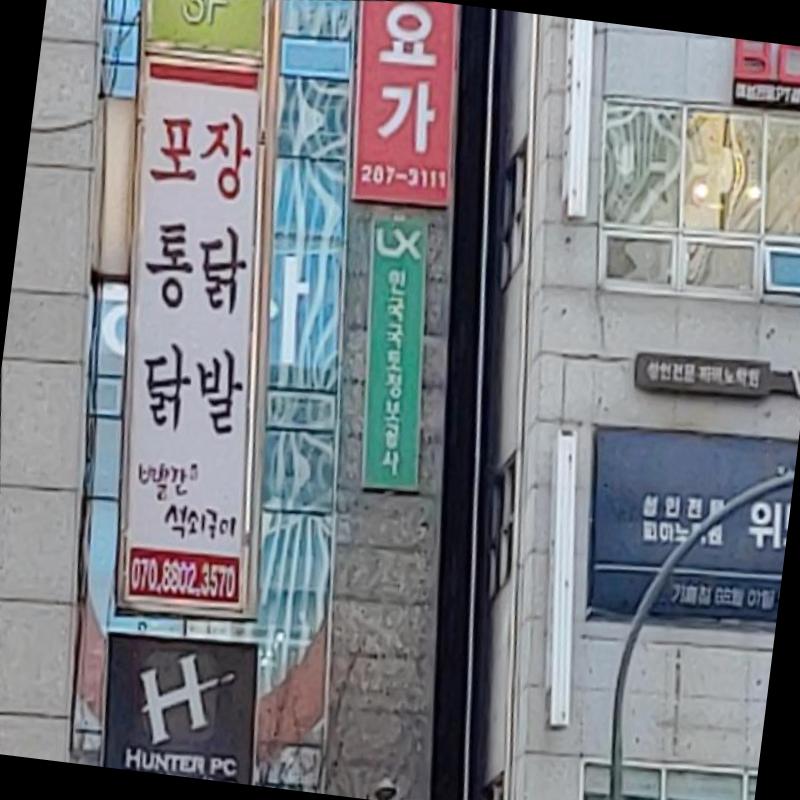 SF
포장
통닭
닭발
빨간
석쇠구이
070.8802.3570
H
HUNTER PC
요가
287-3111
LX
한국국토정보공사
성인전문 피아노학원
성인전문
피아노학원
위